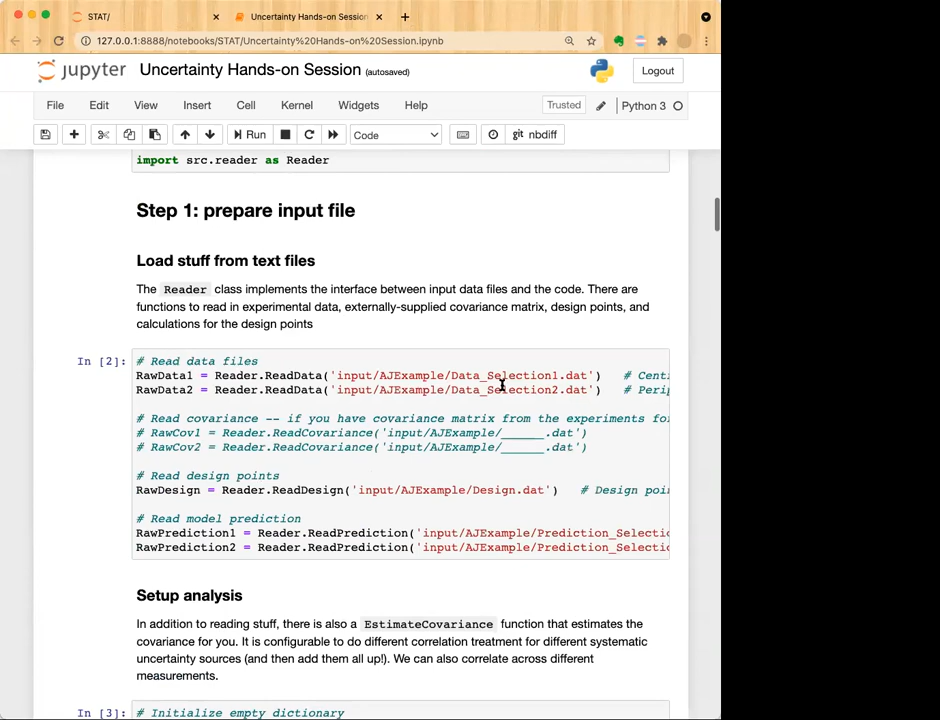 STAT/
Uncertainty Hands-on Session
127.0.0.1:8888/notebooks/STAT/Uncertainty%20Hands-on%20Session.ipynb
jupyter Uncertainty Hands-on Session (autosaved)
Logout
File Edit View Insert Cell Kernel Widgets Help
Trusted
Python 3
Run
Code
git nbdiff
import src.reader as Reader
Step 1: prepare input file
Load stuff from text files
The Reader class implements the interface between input data files and the code. There are
functions to read in experimental data, externally-supplied covariance matrix, design points, and
calculations for the design points
In [2]:
# Read data files
RawData1 = Reader.ReadData('input/AJExample/Data_Selection1.dat') # Cent
RawData2 = Reader.ReadData('input/AJExample/Data_Selection2.dat') # Perip
# Read covariance -- if you have covariance matrix from the experiments for
# RawCov1 = Reader.ReadCovariance('input/AJExample/______.dat')
# RawCov2 = Reader.ReadCovariance('input/AJExample/______.dat')
# Read design points
RawDesign = Reader.ReadDesign('input/AJExample/Design.dat') # Design poin
# Read model prediction
RawPrediction1 = Reader.ReadPrediction('input/AJExample/Prediction_Selectio
RawPrediction2 = Reader.ReadPrediction('input/AJExample/Prediction_Selectio
Setup analysis
In addition to reading stuff, there is also a EstimateCovariance function that estimates the
covariance for you. It is configurable to do different correlation treatment for different systematic
uncertainty sources (and then add them all up!). We can also correlate across different
measurements.
In [3]:
# Initialize empty dictionary